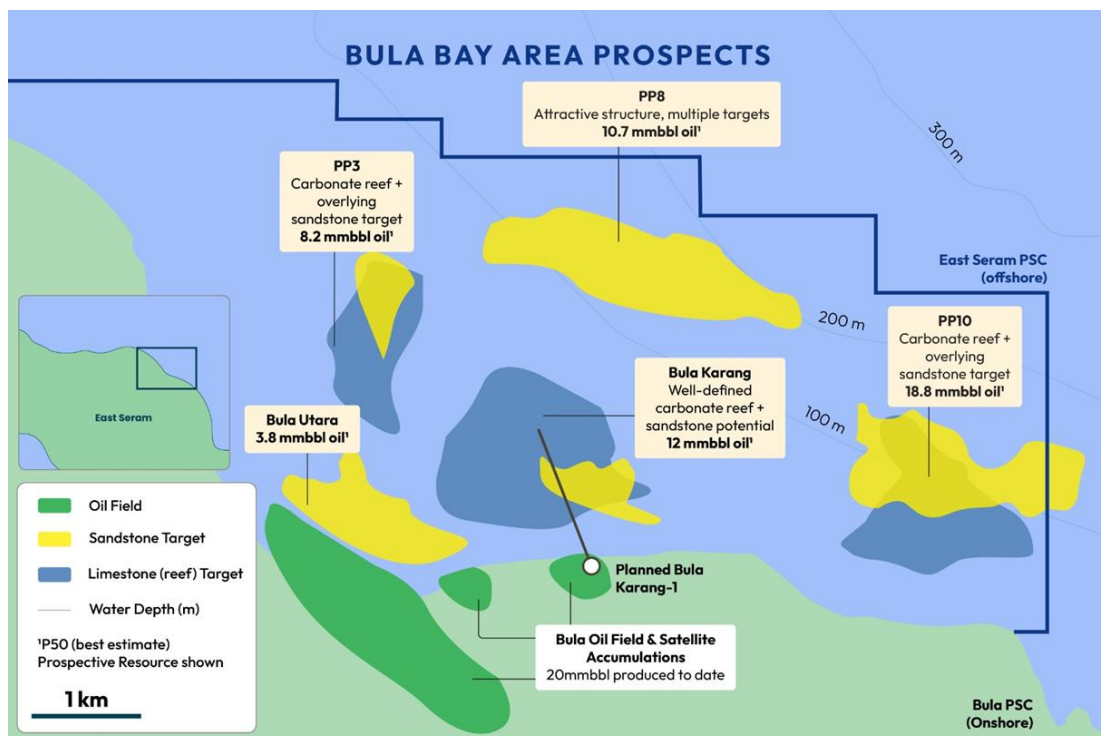 BULA BAY AREA PROSPECTS
PP8
Attractive structure, multiple targets
10.7 mmbbl oil¹
300 m
PP3
Carbonate reef +
overlying
sandstone target
8.2 mmbbl oil¹
East Seram PSC
(offshore)
200 m
PP10
Carbonate reef +
overlying
sandstone target
18.8 mmbbl oil¹
Bula Karang
Well-defined
carbonate reef +
sandstone potential
12 mmbbl oil¹
100 m
East Seram
Bula Utara
3.8 mmbbl oil¹
Oil Field
Sandstone Target
Limestone (reef) Target
Water Depth (m)
¹P50 (best estimate)
Prospective Resource shown
1 km
Planned Bula
Karang-1
Bula Oil Field & Satellite
Accumulations
20mmbbl produced to date
Bula PSC
(Onshore)